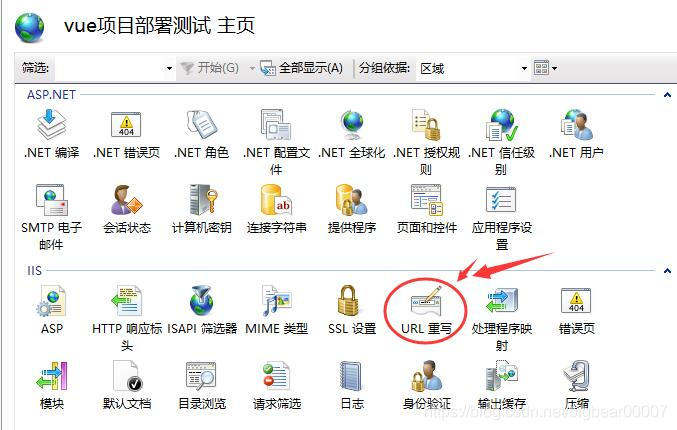 vue项目部署测试 主页
筛选: 开始(G) 全部显示(A) 分组依据: 区域
ASP.NET
.NET 编译 .NET 错误页 .NET 角色 .NET 配置文件 .NET 全球化 .NET 授权规则 .NET 信任级别 .NET 用户
SMTP 电子邮件 会话状态 计算机密钥 连接字符串 提供程序 页面和控件 应用程序设置
IIS
ASP HTTP 响应标头 ISAPI 筛选器 MIME 类型 SSL 设置 URL 重写 处理程序映射 错误页
模块 默认文档 目录浏览 请求筛选 日志 身份验证 输出缓存 压缩
https://blog.csdn.net/bigbear00007